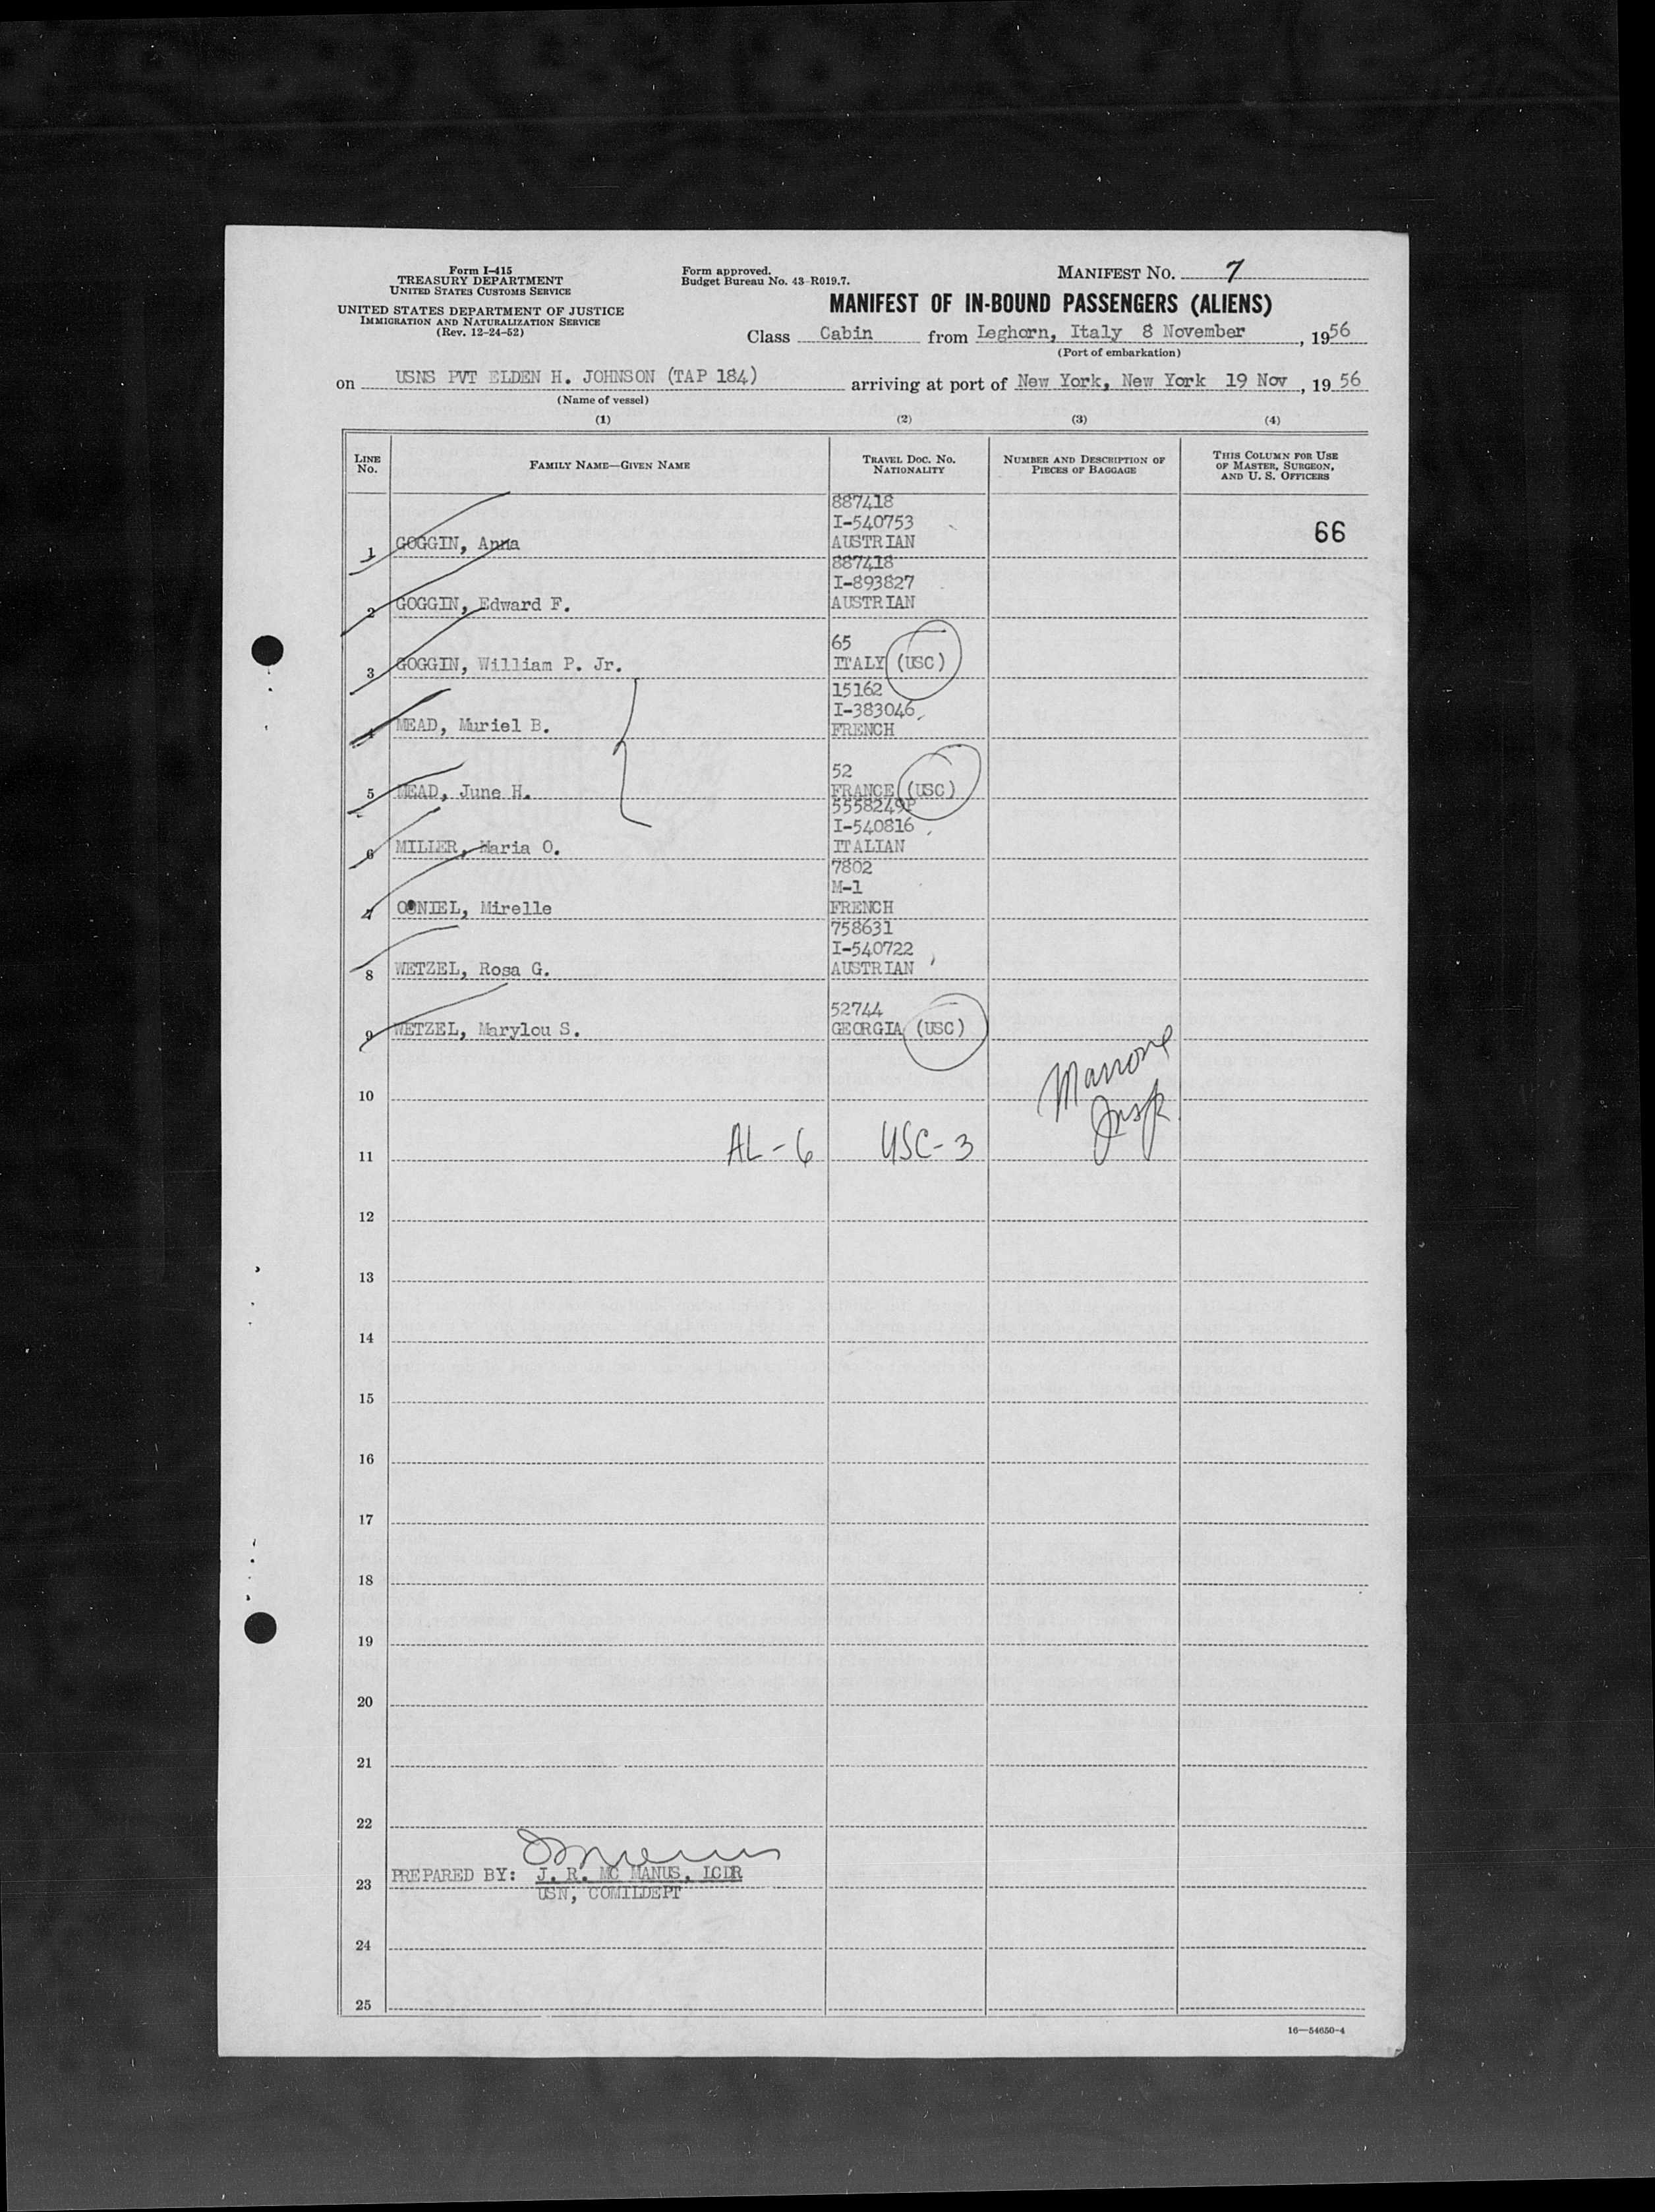 Form I-415
TREASURY DEPARTMENT
UNITED STATES CUSTOMS SERVICE
UNITED STATES DEPARTMENT OF JUSTICE
IMMIGRATION AND NATURALIZATION SERVICE
(Rev. 12-24-52)
Form approved.
Budget Bureau No. 43-R019.7.
MANIFEST NO. 7
MANIFEST OF IN-BOUND PASSENGERS (ALIENS)
Class Cabin from Leghorn, Italy 8 November, 1956
(Port of embarkation)
on USNS PVT ELDEN H. JOHNSON (TAP 184) arriving at port of New York, New York 19 Nov, 1956
(Name of vessel)
(1) (2) (3) (4)
LINE NO.
FAMILY NAME—GIVEN NAME
TRAVEL DOC. NO. NATIONALITY
NUMBER AND DESCRIPTION OF PIECES OF BAGGAGE
THIS COLUMN FOR USE OF MASTER, SURGEON, AND U. S. OFFICERS
887418
I-540753
1 GOGGIN, Anna AUSTRIAN
66
887418
I-893827
2 GOGGIN, Edward F. AUSTRIAN
65
3 GOGGIN, William P. Jr. ITALY (USC)
15162
I-383046
4 MEAD, Muriel B. FRENCH
52
5 MEAD, June H. FRANCE (USC)
5558249P
I-540816
6 MILLER, Maria O. ITALIAN
7802
M-1
7 OONIEL, Mirelle FRENCH
758631
I-540722
8 WETZEL, Rosa G. AUSTRIAN
52744
9 WETZEL, Marylou S. GEORGIA (USC)
Marrone
Insp.
10
11 AL-6 USC-3
12
13
14
15
16
17
18
19
20
21
22
23 PREPARED BY: J. R. MC MANUS, LCDR
USN, COMILDEPT
24
25
16—54650-4